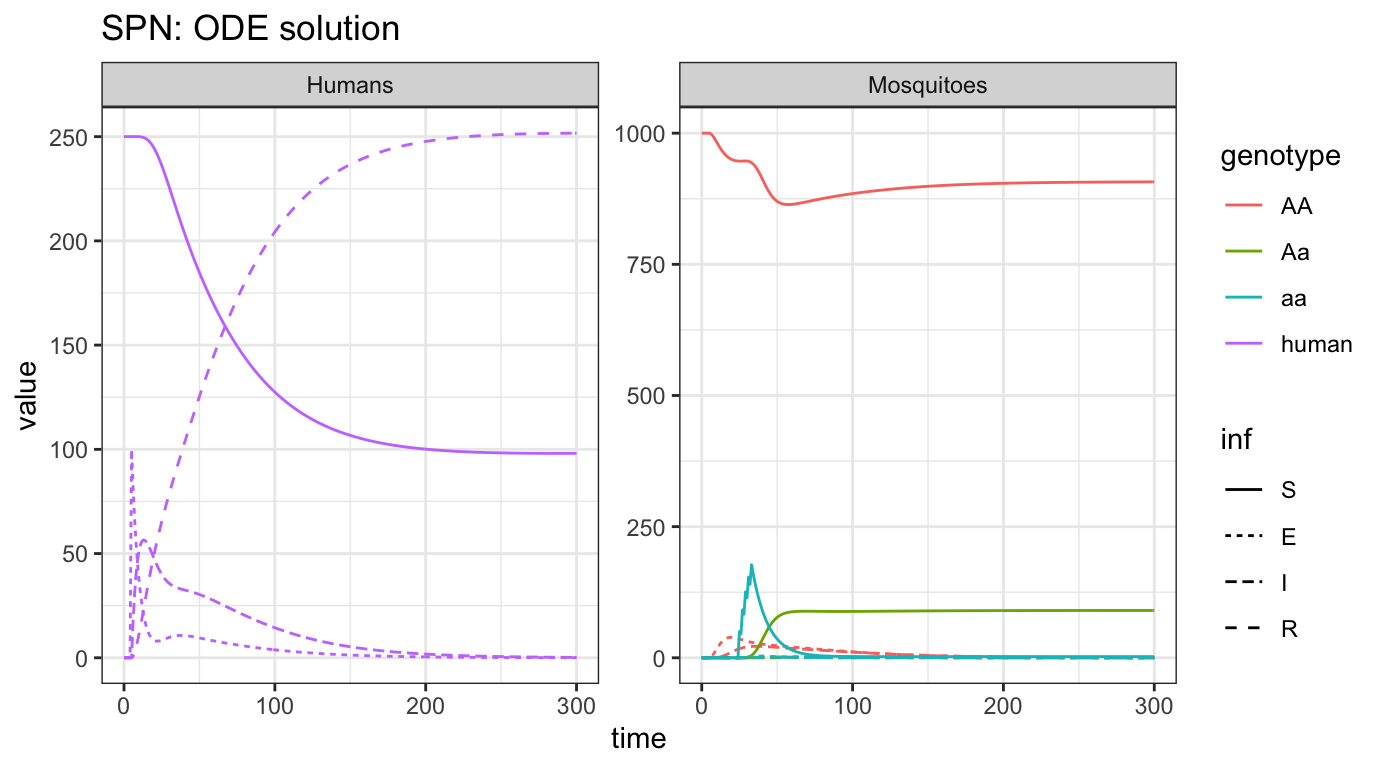 SPN: ODE solution
Humans
Mosquitoes
250
200
150
100
50
0
1000
750
500
250
0
0 100 200 300
0 100 200 300
value
time
genotype
AA
Aa
aa
human
inf
S
E
I
R